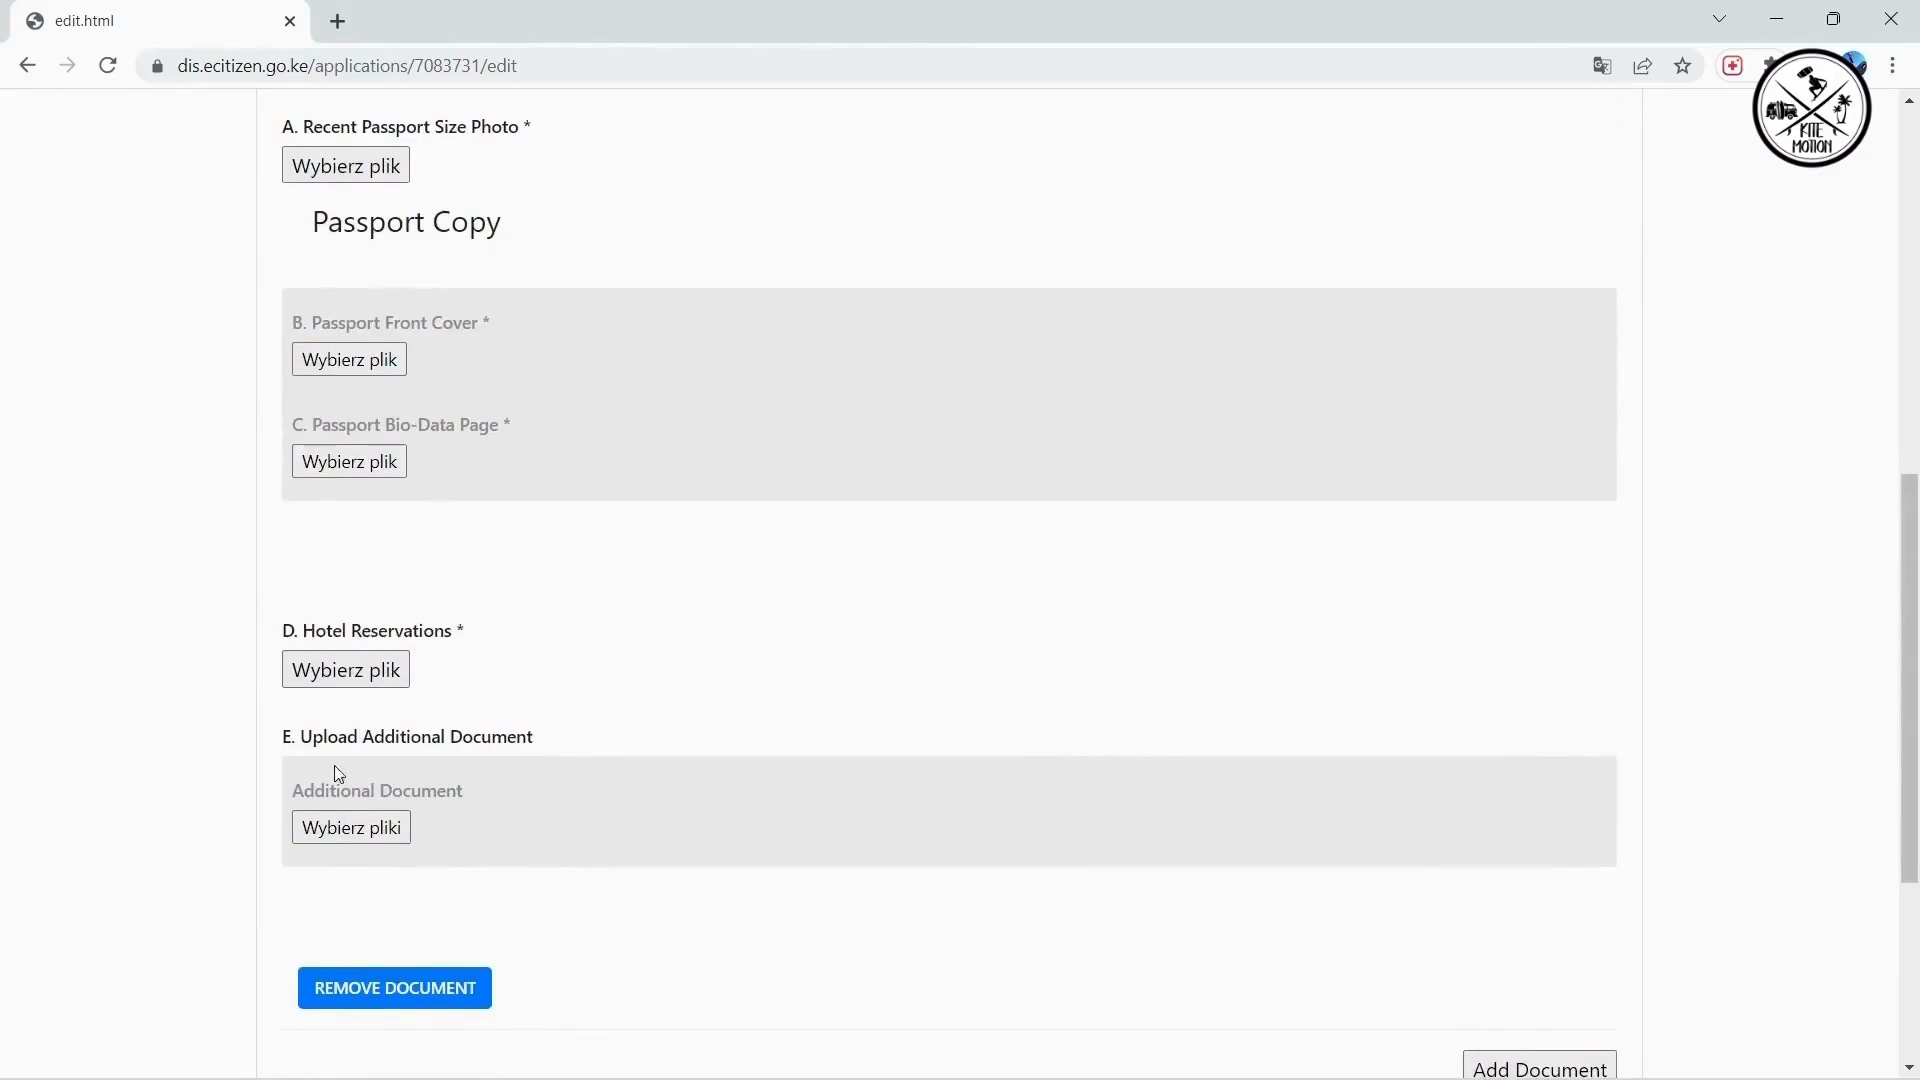 edit.html
dis.ecitizen.go.ke/applications/7083731/edit
KITE
MOTION
A. Recent Passport Size Photo *
Wybierz plik
Passport Copy
B. Passport Front Cover *
Wybierz plik
C. Passport Bio-Data Page *
Wybierz plik
D. Hotel Reservations *
Wybierz plik
E. Upload Additional Document
Additional Document
Wybierz pliki
REMOVE DOCUMENT
Add Document